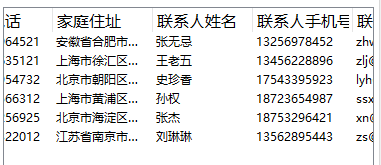 话 家庭住址 联系人姓名 联系人手机号 联
64521 安徽省合肥市... 张无忌 13256978452 zhw
35121 上海市徐汇区... 王老五 13456228896 zlj@
54732 北京市朝阳区... 史珍香 17543395923 lyh
66312 上海市黄浦区... 孙权 18723654987 ssx
56925 北京市海淀区... 张杰 18753296421 xn@
22012 江苏省南京市... 刘琳琳 13562895443 zs@